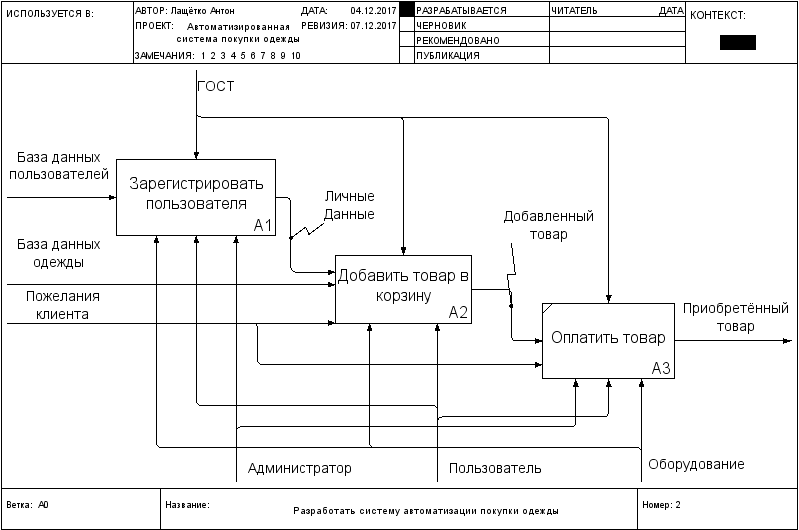 ИСПОЛЬЗУЕТСЯ В:
АВТОР: Лащётко Антон
ДАТА: 04.12.2017
ПРОЕКТ: Автоматизированная
система покупки одежды
РЕВИЗИЯ: 07.12.2017
ЗАМЕЧАНИЯ: 1 2 3 4 5 6 7 8 9 10
РАЗРАБАТЫВАЕТСЯ
ЧЕРНОВИК
РЕКОМЕНДОВАНО
ПУБЛИКАЦИЯ
ЧИТАТЕЛЬ
ДАТА
КОНТЕКСТ:
ГОСТ
База данных
пользователей
Зарегистрировать
пользователя
A1
Личные
Данные
База данных
одежды
Добавить товар в
корзину
A2
Добавленный
товар
Пожелания
клиента
Оплатить товар
A3
Приобретённый
товар
Администратор
Пользователь
Оборудование
Ветка: A0
Название:
Разработать систему автоматизации покупки одежды
Номер: 2